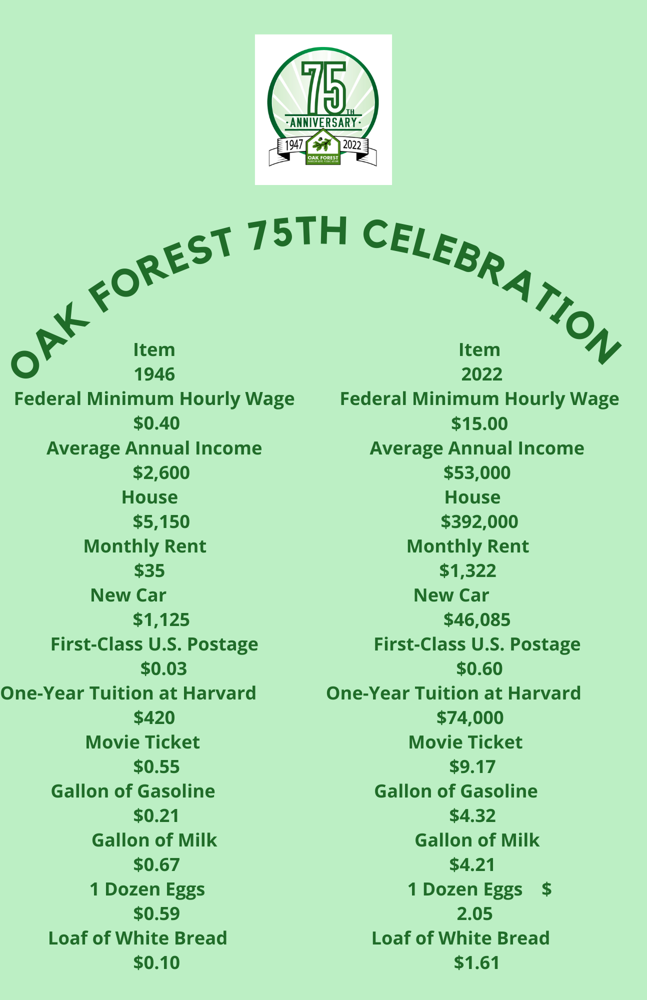 75TH
·ANNIVERSARY·
1947
2022
OAK FOREST
HOMEOWNERS ASSOCIATION
OAK FOREST 75TH CELEBRATION
Item
1946
Federal Minimum Hourly Wage
$0.40
Average Annual Income
$2,600
House
$5,150
Monthly Rent
$35
New Car
$1,125
First-Class U.S. Postage
$0.03
One-Year Tuition at Harvard
$420
Movie Ticket
$0.55
Gallon of Gasoline
$0.21
Gallon of Milk
$0.67
1 Dozen Eggs
$0.59
Loaf of White Bread
$0.10
Item
2022
Federal Minimum Hourly Wage
$15.00
Average Annual Income
$53,000
House
$392,000
Monthly Rent
$1,322
New Car
$46,085
First-Class U.S. Postage
$0.60
One-Year Tuition at Harvard
$74,000
Movie Ticket
$9.17
Gallon of Gasoline
$4.32
Gallon of Milk
$4.21
1 Dozen Eggs $
2.05
Loaf of White Bread
$1.61